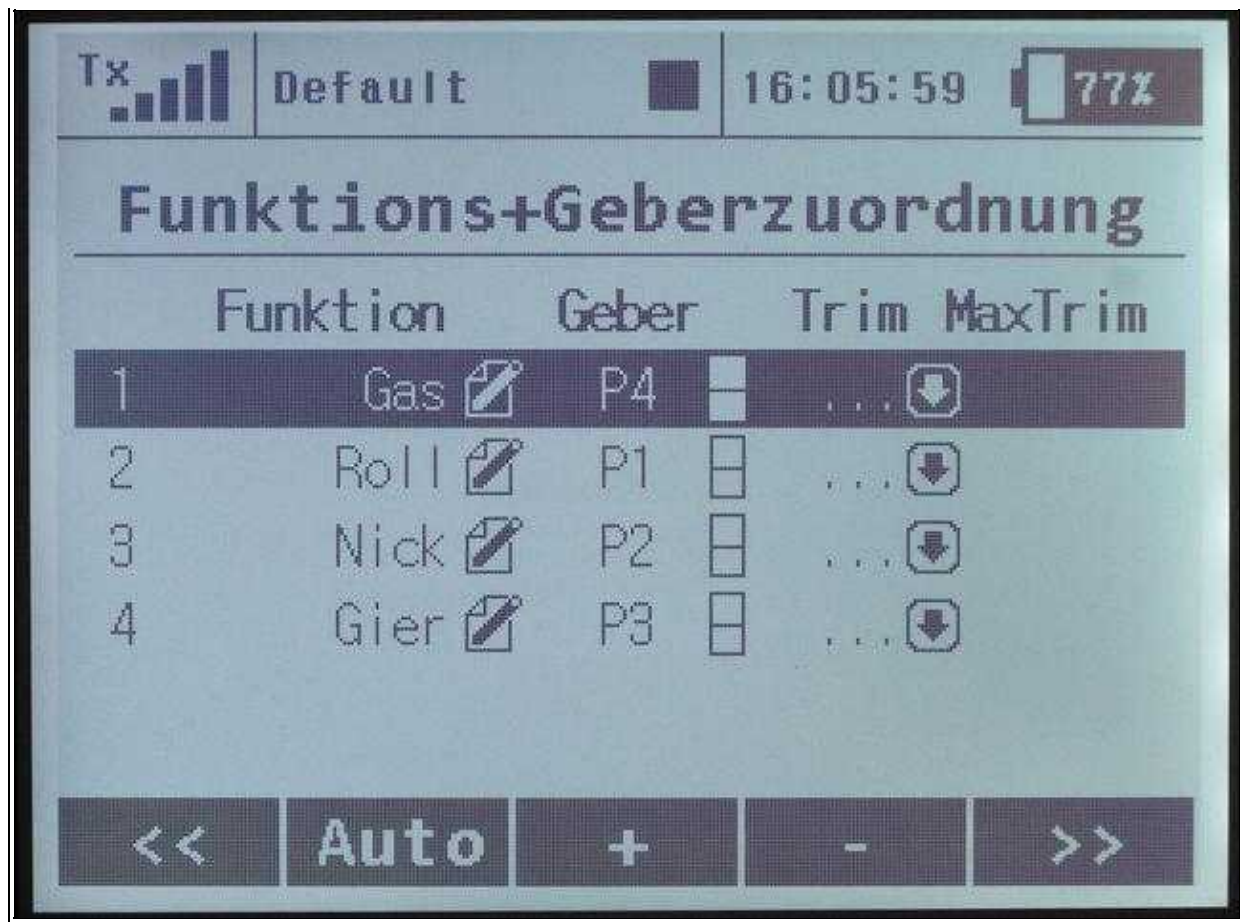 Tx Default 16:05:59 77%
Funktions+Geberzuordnung
Funktion Geber Trim MaxTrim
1 Gas P4 ...
2 Roll P1 ...
3 Nick P2 ...
4 Gier P3 ...
<< Auto + - >>